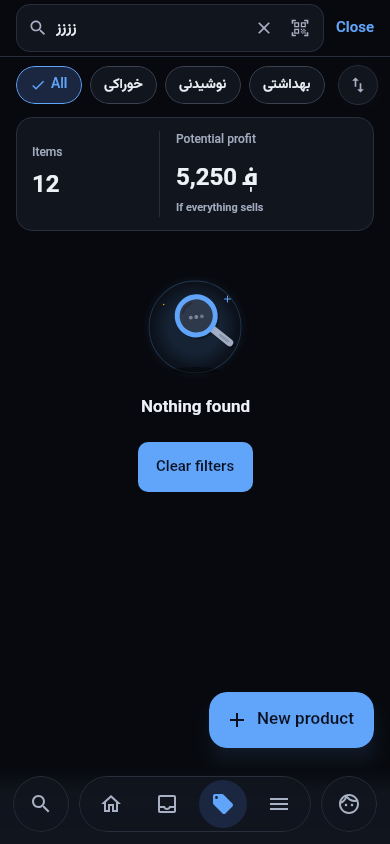 زززز
Close
All
خوراکی
نوشیدنی
بهداشتی
Items
12
Potential profit
5,250 ؋
If everything sells
Nothing found
Clear filters
New product